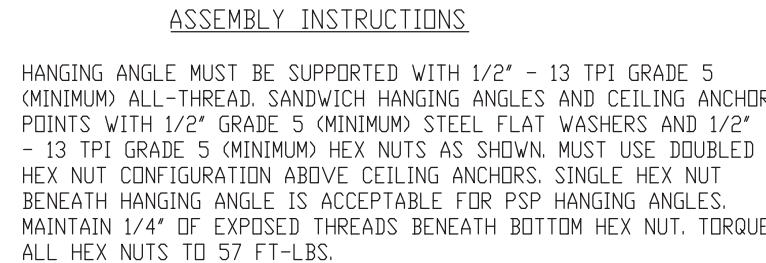 ASSEMBLY INSTRUCTIONS
HANGING ANGLE MUST BE SUPPORTED WITH 1/2" - 13 TPI GRADE 5
(MINIMUM) ALL-THREAD. SANDWICH HANGING ANGLES AND CEILING ANCHOR
POINTS WITH 1/2" GRADE 5 (MINIMUM) STEEL FLAT WASHERS AND 1/2"
- 13 TPI GRADE 5 (MINIMUM) HEX NUTS AS SHOWN. MUST USE DOUBLED
HEX NUT CONFIGURATION ABOVE CEILING ANCHORS. SINGLE HEX NUT
BENEATH HANGING ANGLE IS ACCEPTABLE FOR PSP HANGING ANGLES.
MAINTAIN 1/4" OF EXPOSED THREADS BENEATH BOTTOM HEX NUT. TORQUE
ALL HEX NUTS TO 57 FT-LBS.